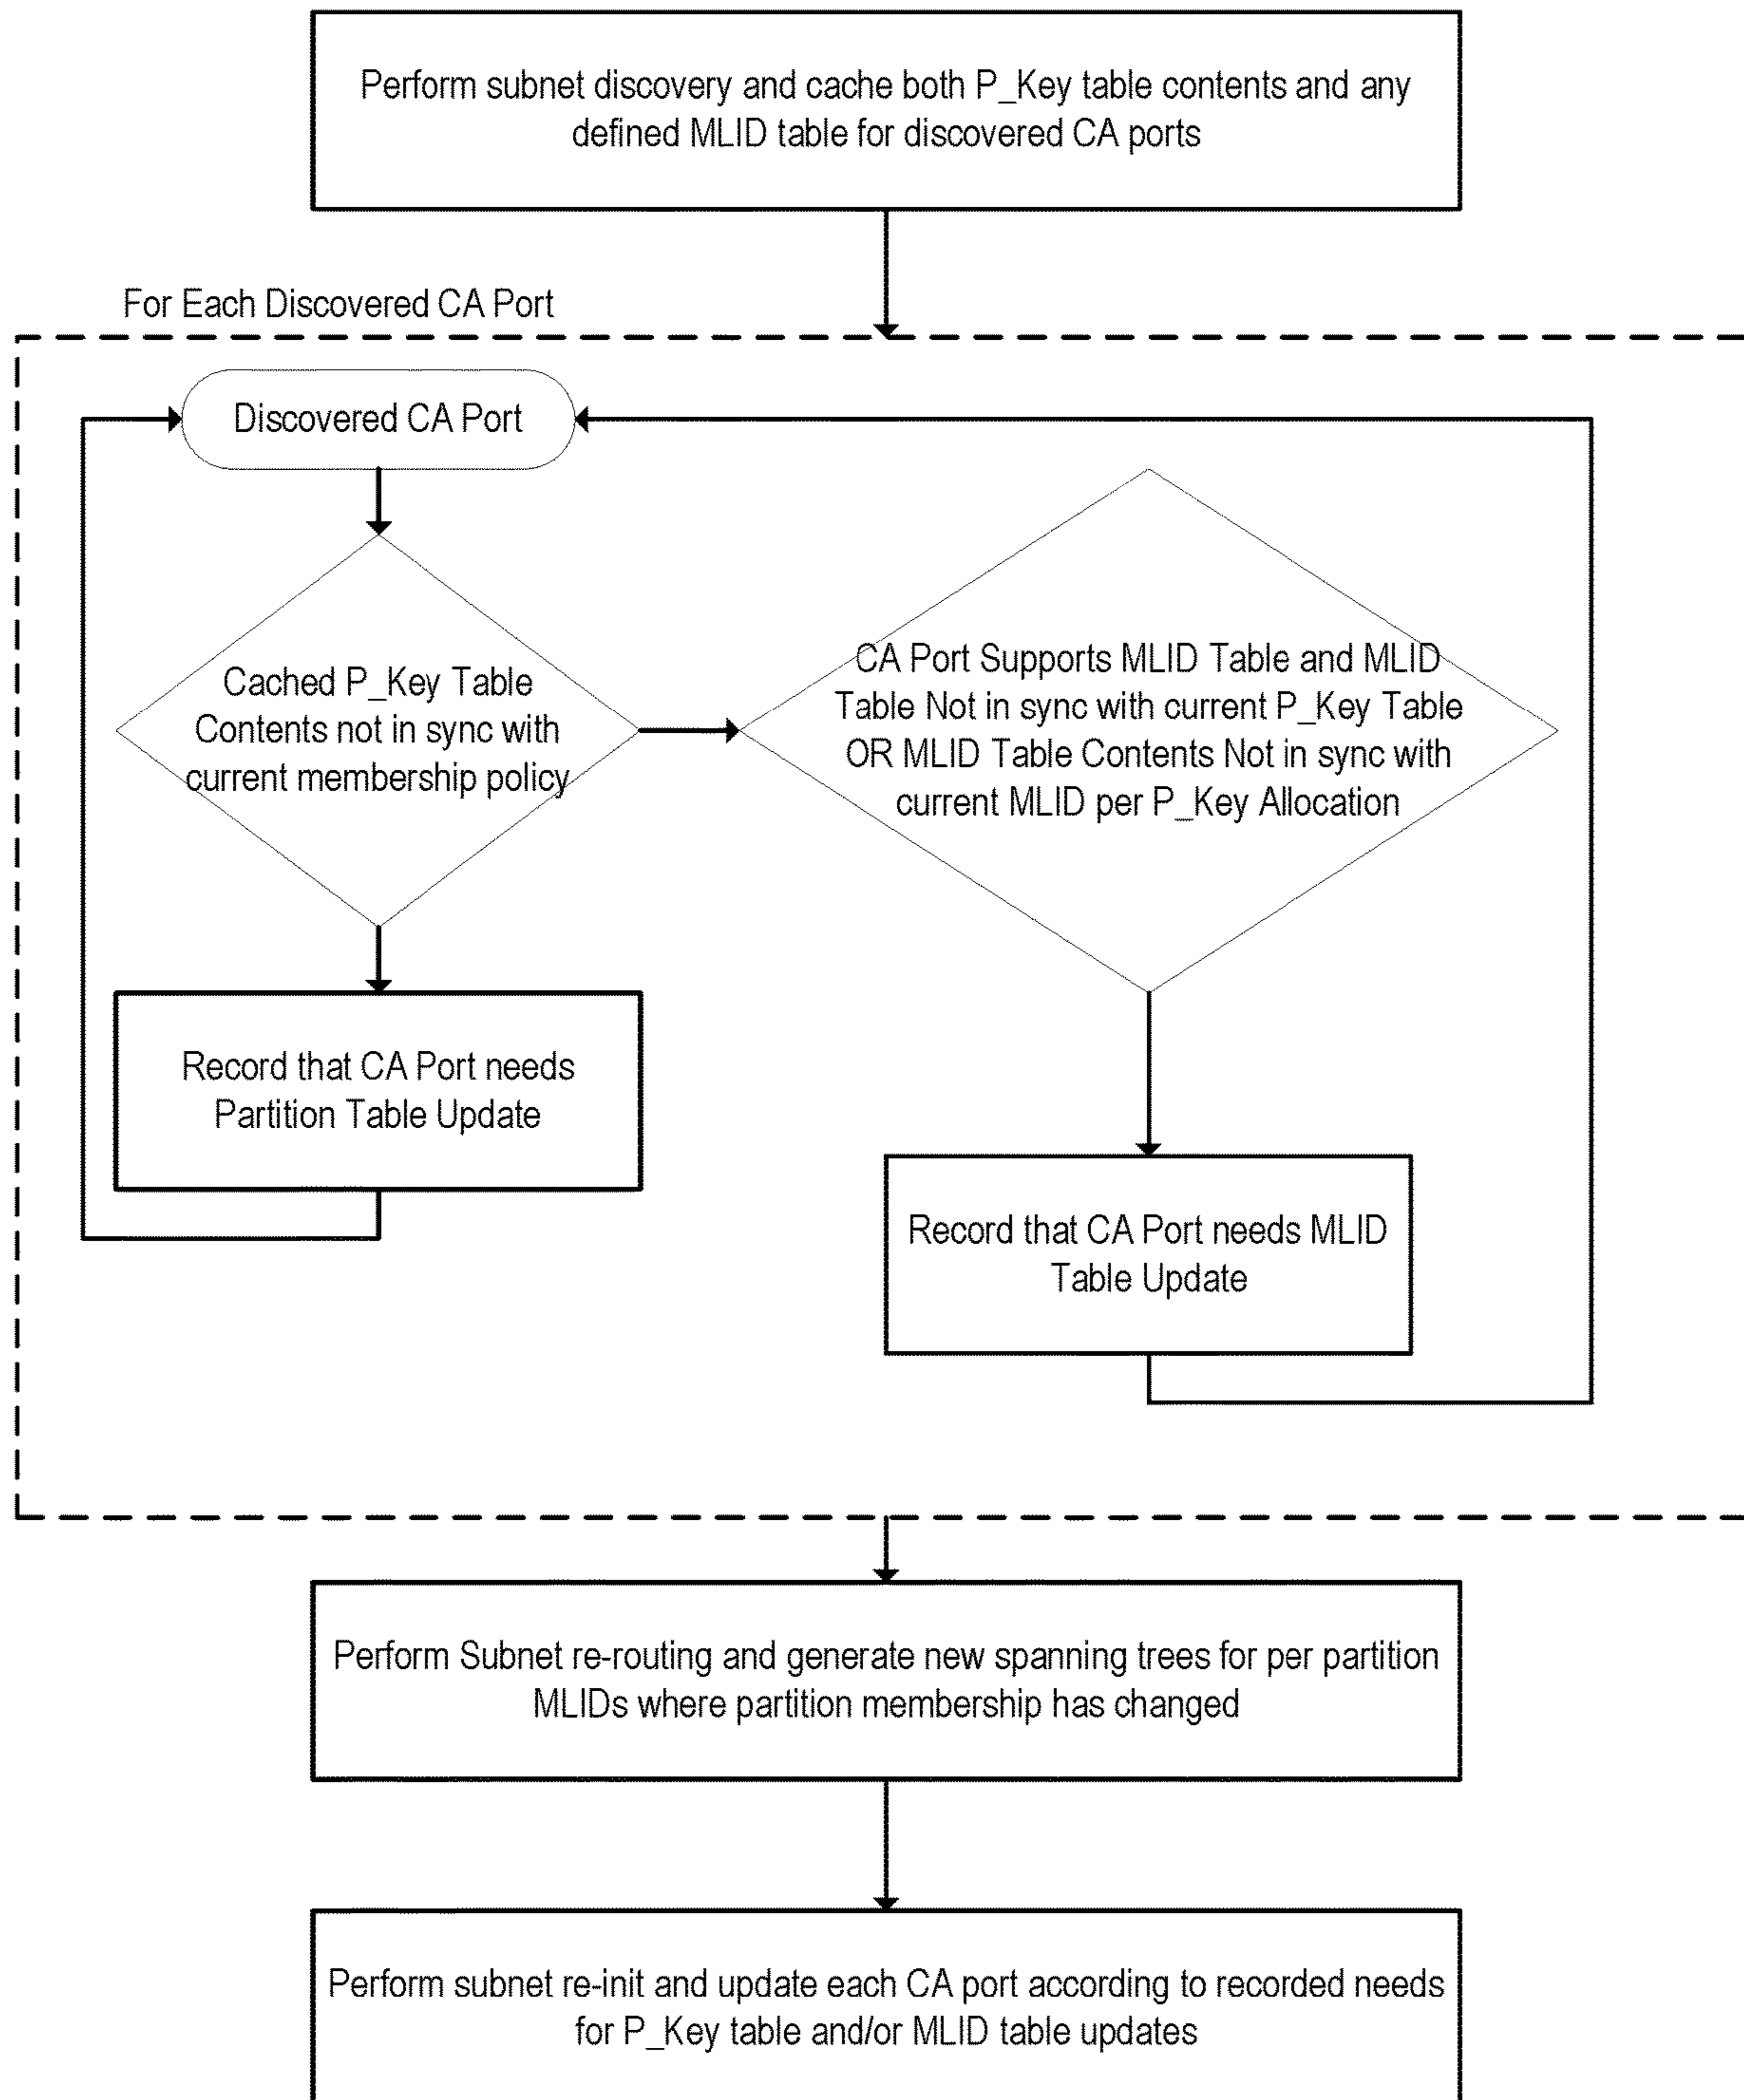 Perform subnet discovery and cache both P_Key table contents and any
defined MLID table for discovered CA ports
For Each Discovered CA Port
Discovered CA Port
Cached P_Key Table
Contents not in sync with
current membership policy
CA Port Supports MLID Table and MLID
Table Not in sync with current P_Key Table
OR MLID Table Contents Not in sync with
current MLID per P_Key Allocation
Record that CA Port needs
Partition Table Update
Record that CA Port needs MLID
Table Update
Perform Subnet re-routing and generate new spanning trees for per partition
MLIDs where partition membership has changed
Perform subnet re-init and update each CA port according to recorded needs
for P_Key table and/or MLID table updates